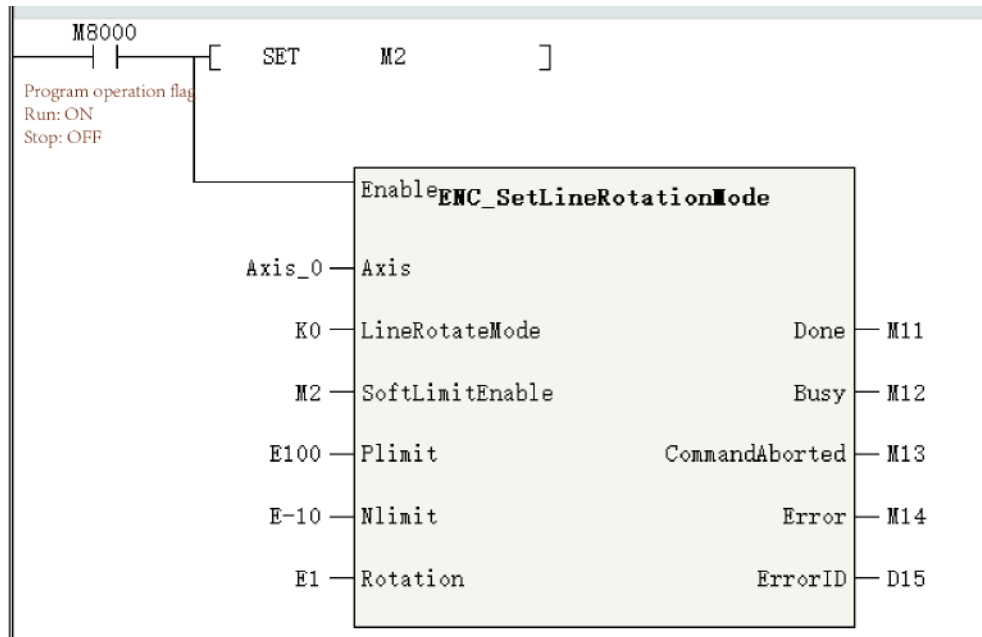 M8000
SET M2
Program operation flag
Run: ON
Stop: OFF
Enable ENC_SetLineRotationMode
Axis_0 Axis
K0 LineRotateMode Done M11
M2 SoftLimitEnable Busy M12
E100 Plimit CommandAborted M13
E-10 Nlimit Error M14
E1 Rotation ErrorID D15